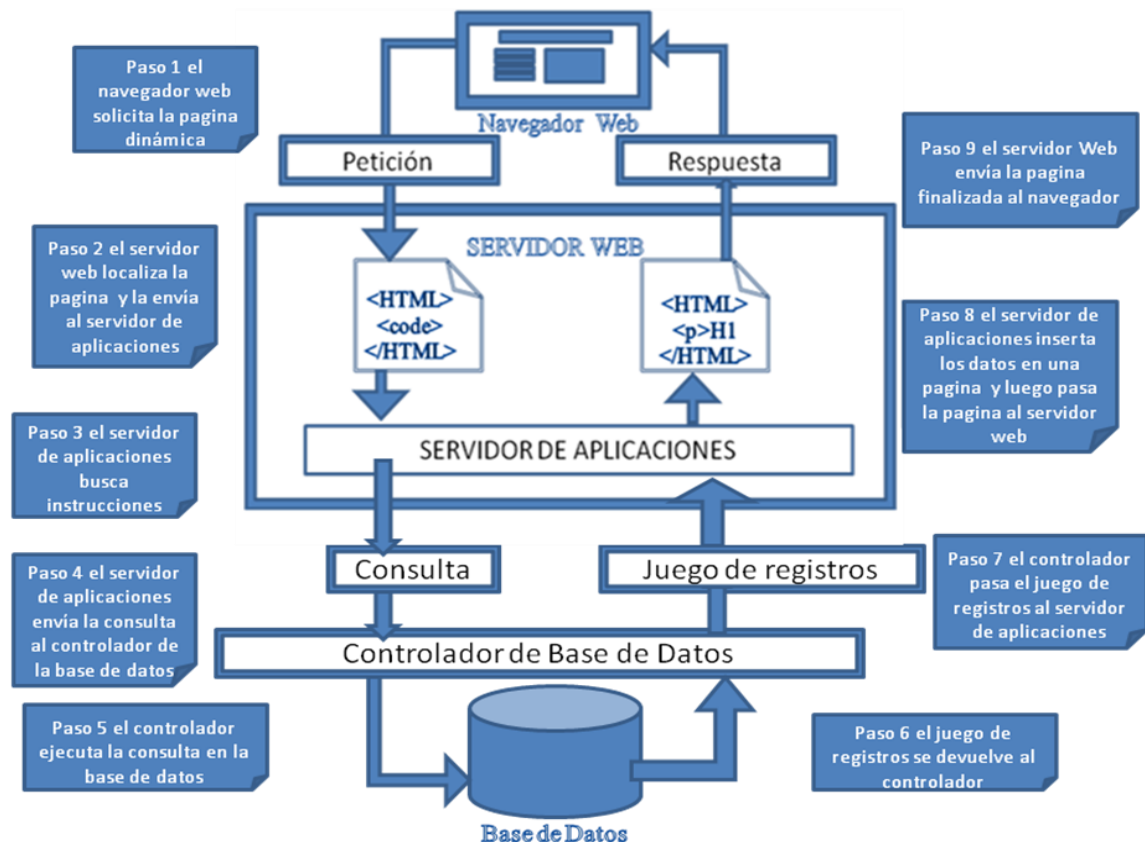 Paso 1 el
navegador web
solicita la pagina
dinámica
Navegador Web
Petición
Respuesta
Paso 9 el servidor Web
envía la pagina
finalizada al navegador
SERVIDOR WEB
Paso 2 el servidor
web localiza la
pagina y la envía
al servidor de
aplicaciones
<HTML>
<code>
</HTML>
<HTML>
<p>H1
</HTML>
Paso 8 el servidor de
aplicaciones inserta
los datos en una
pagina y luego pasa
la pagina al servidor
web
Paso 3 el servidor
de aplicaciones
busca
instrucciones
SERVIDOR DE APLICACIONES
Consulta
Juego de registros
Paso 4 el servidor
de aplicaciones
envía la consulta
al controlador de
la base de datos
Paso 7 el controlador
pasa el juego de
registros al servidor
de aplicaciones
Controlador de Base de Datos
Paso 5 el controlador
ejecuta la consulta en la
base de datos
Paso 6 el juego de
registros se devuelve al
controlador
Base de Datos